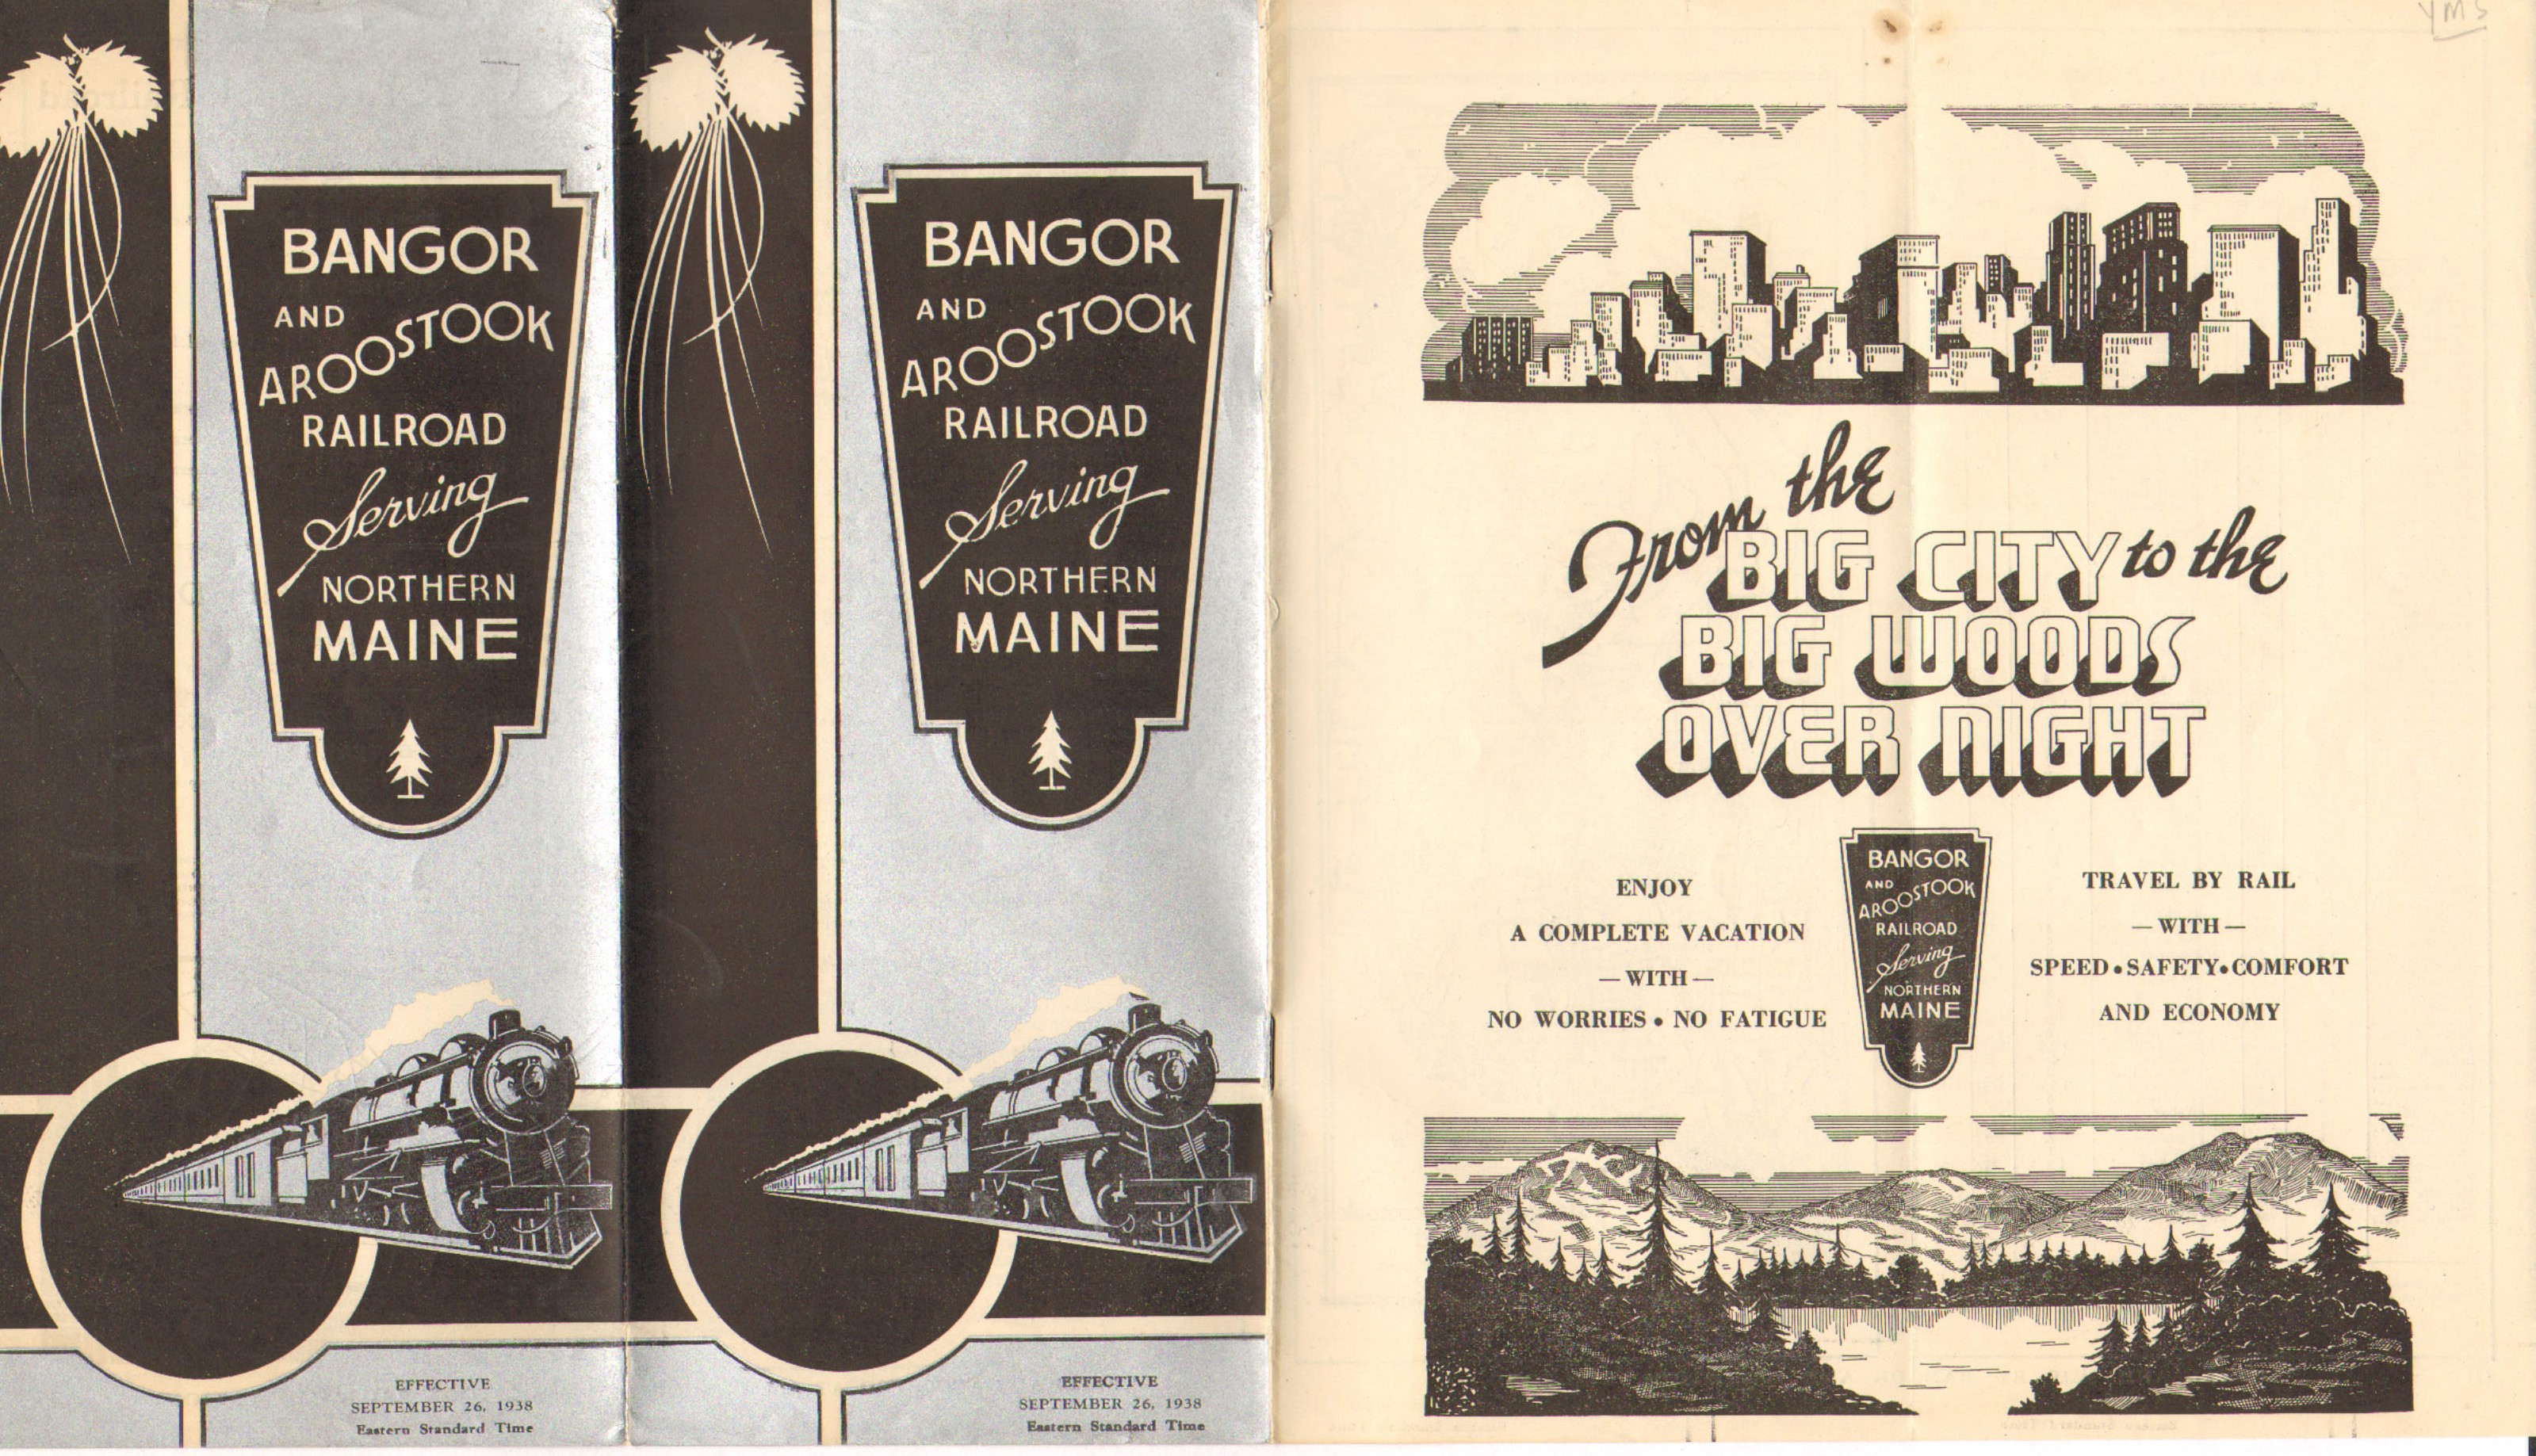 BANGOR
AND
AROOSTOOK
RAILROAD
Serving
NORTHERN
MAINE
EFFECTIVE
SEPTEMBER 26, 1938
Eastern Standard Time
BANGOR
AND
AROOSTOOK
RAILROAD
Serving
NORTHERN
MAINE
EFFECTIVE
SEPTEMBER 26, 1938
Eastern Standard Time
YMS
From the
BIG CITY to the
BIG WOODS
OVER NIGHT
ENJOY
A COMPLETE VACATION
— WITH —
NO WORRIES • NO FATIGUE
BANGOR
AND
AROOSTOOK
RAILROAD
Serving
NORTHERN
MAINE
TRAVEL BY RAIL
— WITH —
SPEED • SAFETY • COMFORT
AND ECONOMY